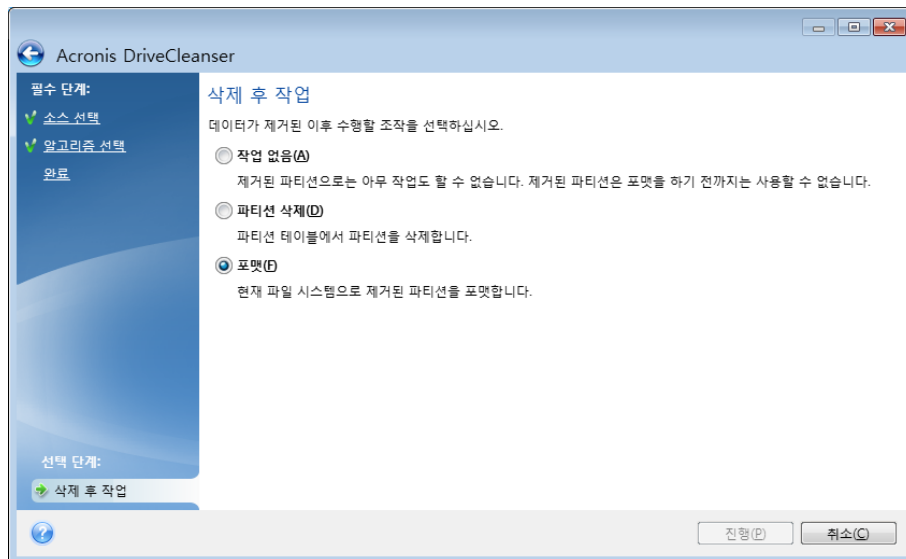 Acronis DriveCleanser
필수 단계:
소스 선택
알고리즘 선택
완료
선택 단계:
삭제 후 작업
삭제 후 작업
데이터가 제거된 이후 수행할 조작을 선택하십시오.
작업 없음(A)
제거된 파티션으로는 아무 작업도 할 수 없습니다. 제거된 파티션은 포맷을 하기 전까지는 사용할 수 없습니다.
파티션 삭제(D)
파티션 테이블에서 파티션을 삭제합니다.
포맷(F)
현재 파일 시스템으로 제거된 파티션을 포맷합니다.
진행(P)
취소(C)